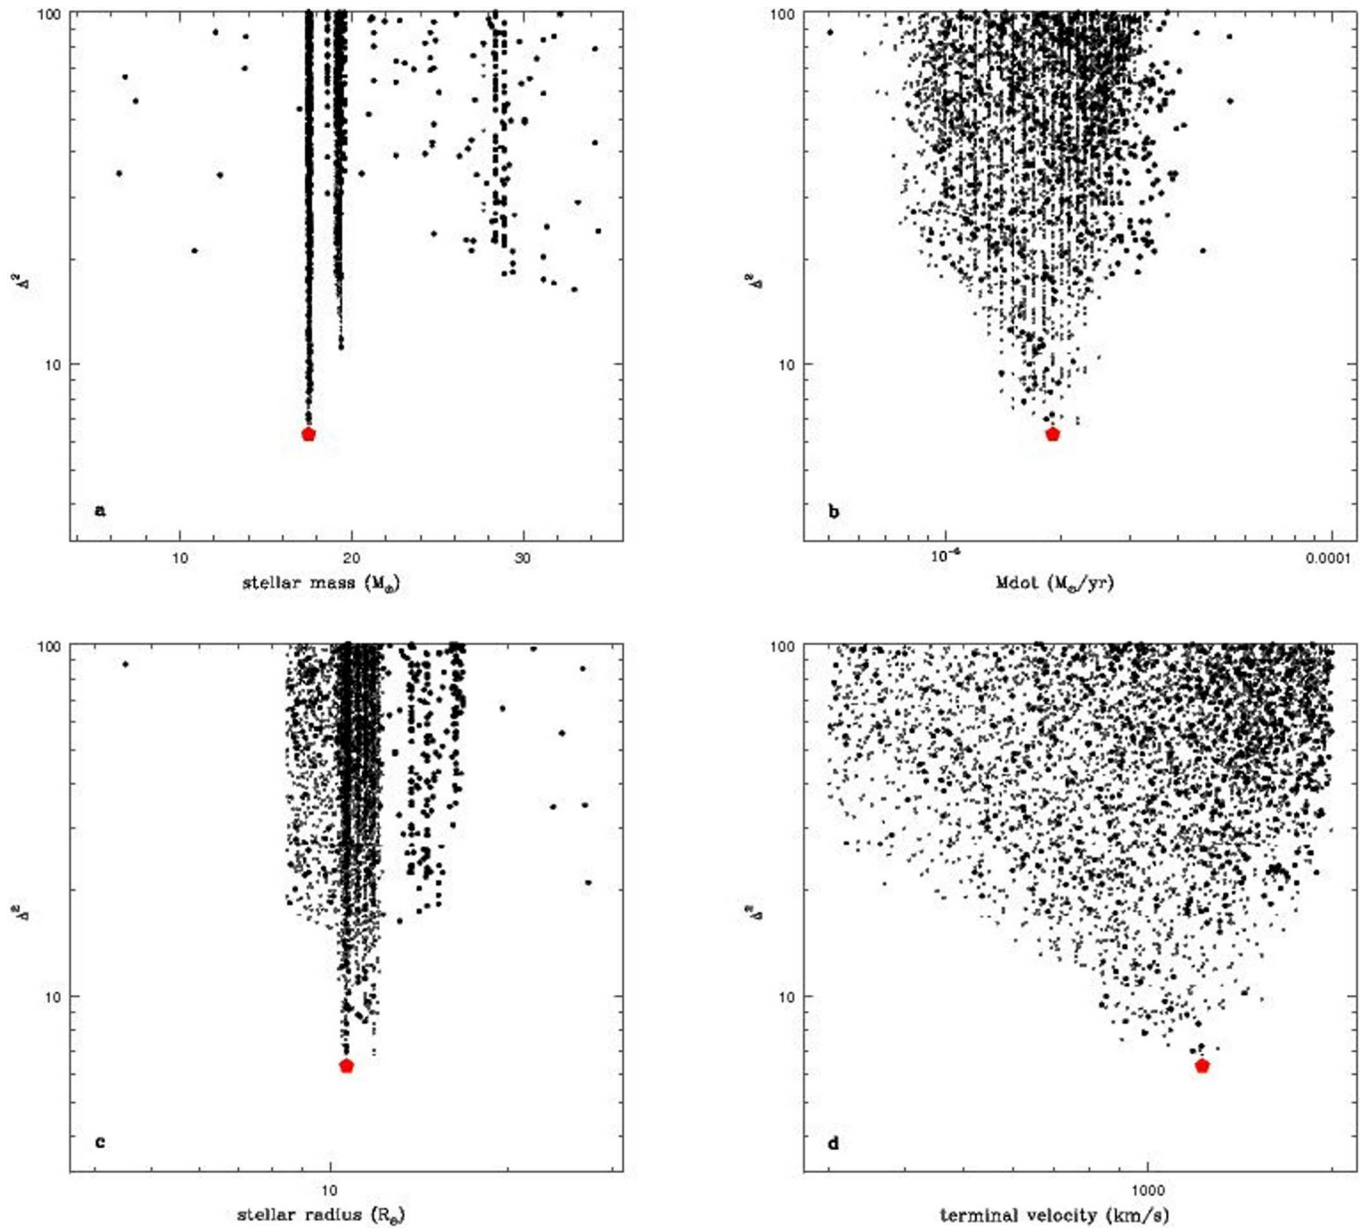 100
10
Δ²
10 20 30
stellar mass (M⊙)
a
100
10
Δ²
10⁻⁵ 0.0001
Mdot (M⊙/yr)
b
100
10
Δ²
10
stellar radius (R⊙)
c
100
10
Δ²
1000
terminal velocity (km/s)
d